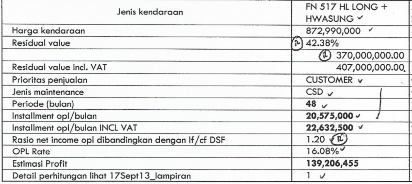 Jenis kendaraan FN 517 HL LONG +
HWASUNG
Harga kendaraan 872,990,000
Residual value 42.38%
370,000,000.00
Residual value incl. VAT 407,000,000.00
Prioritas penjualan CUSTOMER
Jenis maintenance CSD
Periode (bulan) 48
Installment opl/bulan 20,575,000
Installment opl/bulan INCL VAT 22,632,500
Rasio net income opl dibandingkan dengan lf/cf DSF 1.20
OPL Rate 16.08%
Estimasi Profit 139,206,455
Detail perhitungan lihat 17Sept13_lampiran 1